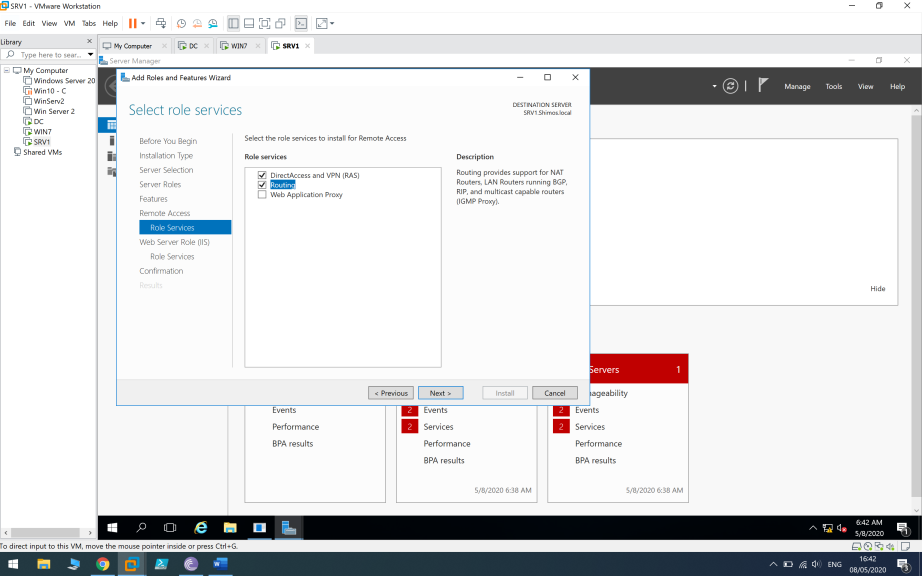 SRV1 - VMware Workstation
File Edit View VM Tabs Help
Library
Type here to sear...
My Computer
DC
WIN7
SRV1
My Computer
Windows Server 20
Win10 - C
WinServ2
Win Server 2
DC
WIN7
SRV1
Shared VMs
Server Manager
Manage Tools View Help
Add Roles and Features Wizard
Select role services
DESTINATION SERVER
SRV1.Shimos.local
Before You Begin
Installation Type
Server Selection
Server Roles
Features
Remote Access
Role Services
Web Server Role (IIS)
Role Services
Confirmation
Results
Select the role services to install for Remote Access
Role services
DirectAccess and VPN (RAS)
Routing
Web Application Proxy
Description
Routing provides support for NAT
Routers, LAN Routers running BGP,
RIP, and multicast capable routers
(IGMP Proxy).
< Previous
Next >
Install
Cancel
Hide
Servers 1
nageability
Events
Performance
BPA results
2 Events
2 Services
Performance
BPA results
5/8/2020 6:38 AM
2 Events
2 Services
Performance
BPA results
5/8/2020 6:38 AM
6:42 AM
5/8/2020
1
To direct input to this VM, move the mouse pointer inside or press Ctrl+G.
ENG
16:42
08/05/2020
3